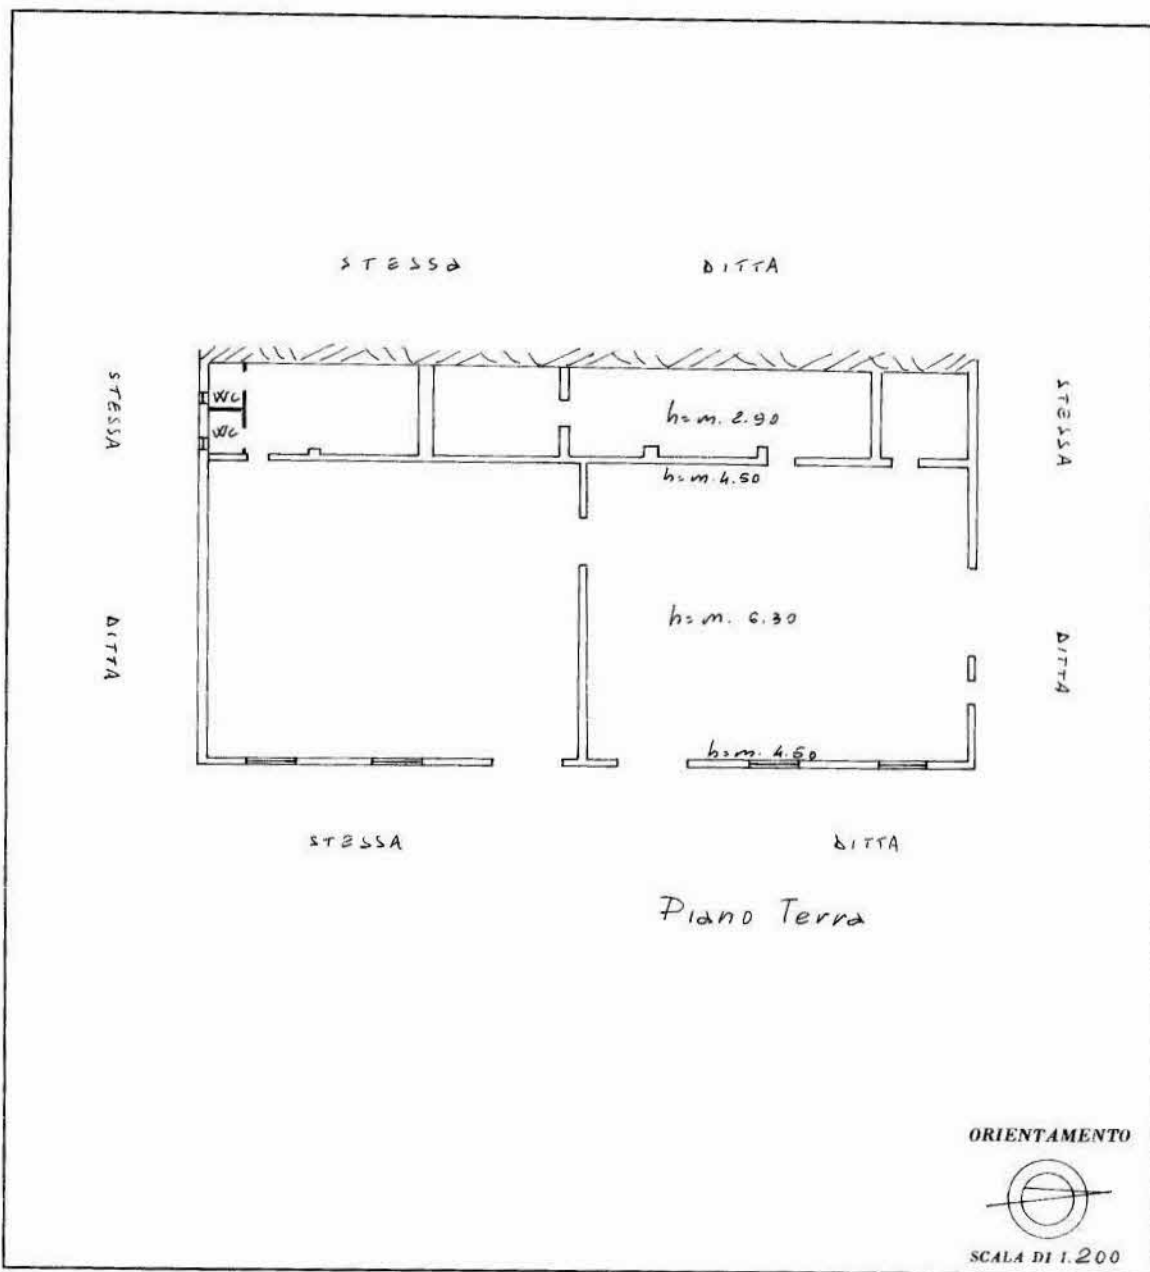 STESSA DITTA
STESSA
DITTA
STESSA
DITTA
WC
WC
h=m. 2.90
h=m. 4.50
h=m. 6.30
h=m. 4.50
STESSA DITTA
Piano Terra
ORIENTAMENTO
SCALA DI 1.200